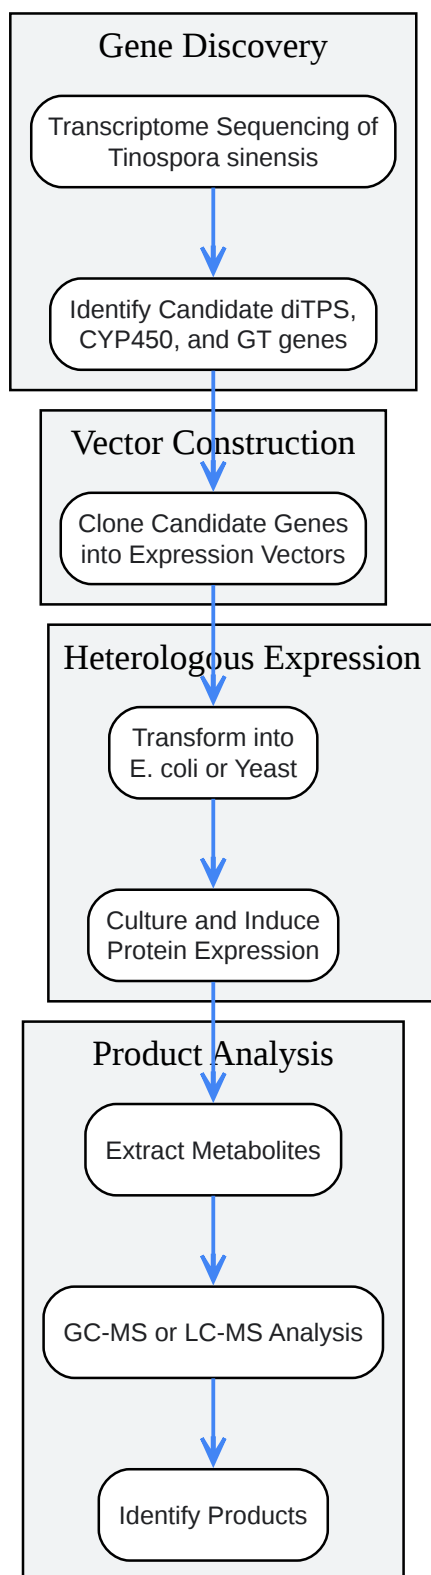 Gene Discovery
Transcriptome Sequencing of
Tinospora sinensis
Identify Candidate diTPS,
CYP450, and GT genes
Vector Construction
Clone Candidate Genes
into Expression Vectors
Heterologous Expression
Transform into
E. coli or Yeast
Culture and Induce
Protein Expression
Product Analysis
Extract Metabolites
GC-MS or LC-MS Analysis
Identify Products